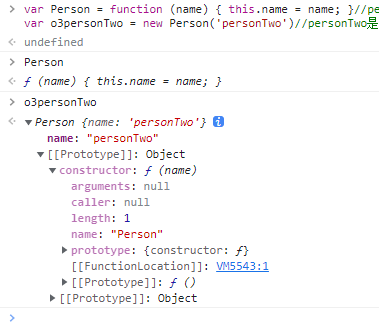 > var Person = function (name) { this.name = name; }//pe
var o3personTwo = new Person('personTwo')//personTwo是
undefined
> Person
ƒ (name) { this.name = name; }
> o3personTwo
▼ Person {name: 'personTwo'} i
name: "personTwo"
▼ [[Prototype]]: Object
▼ constructor: ƒ (name)
arguments: null
caller: null
length: 1
name: "Person"
▶ prototype: {constructor: ƒ}
[[FunctionLocation]]: VM5543:1
▶ [[Prototype]]: ƒ ()
▶ [[Prototype]]: Object
>